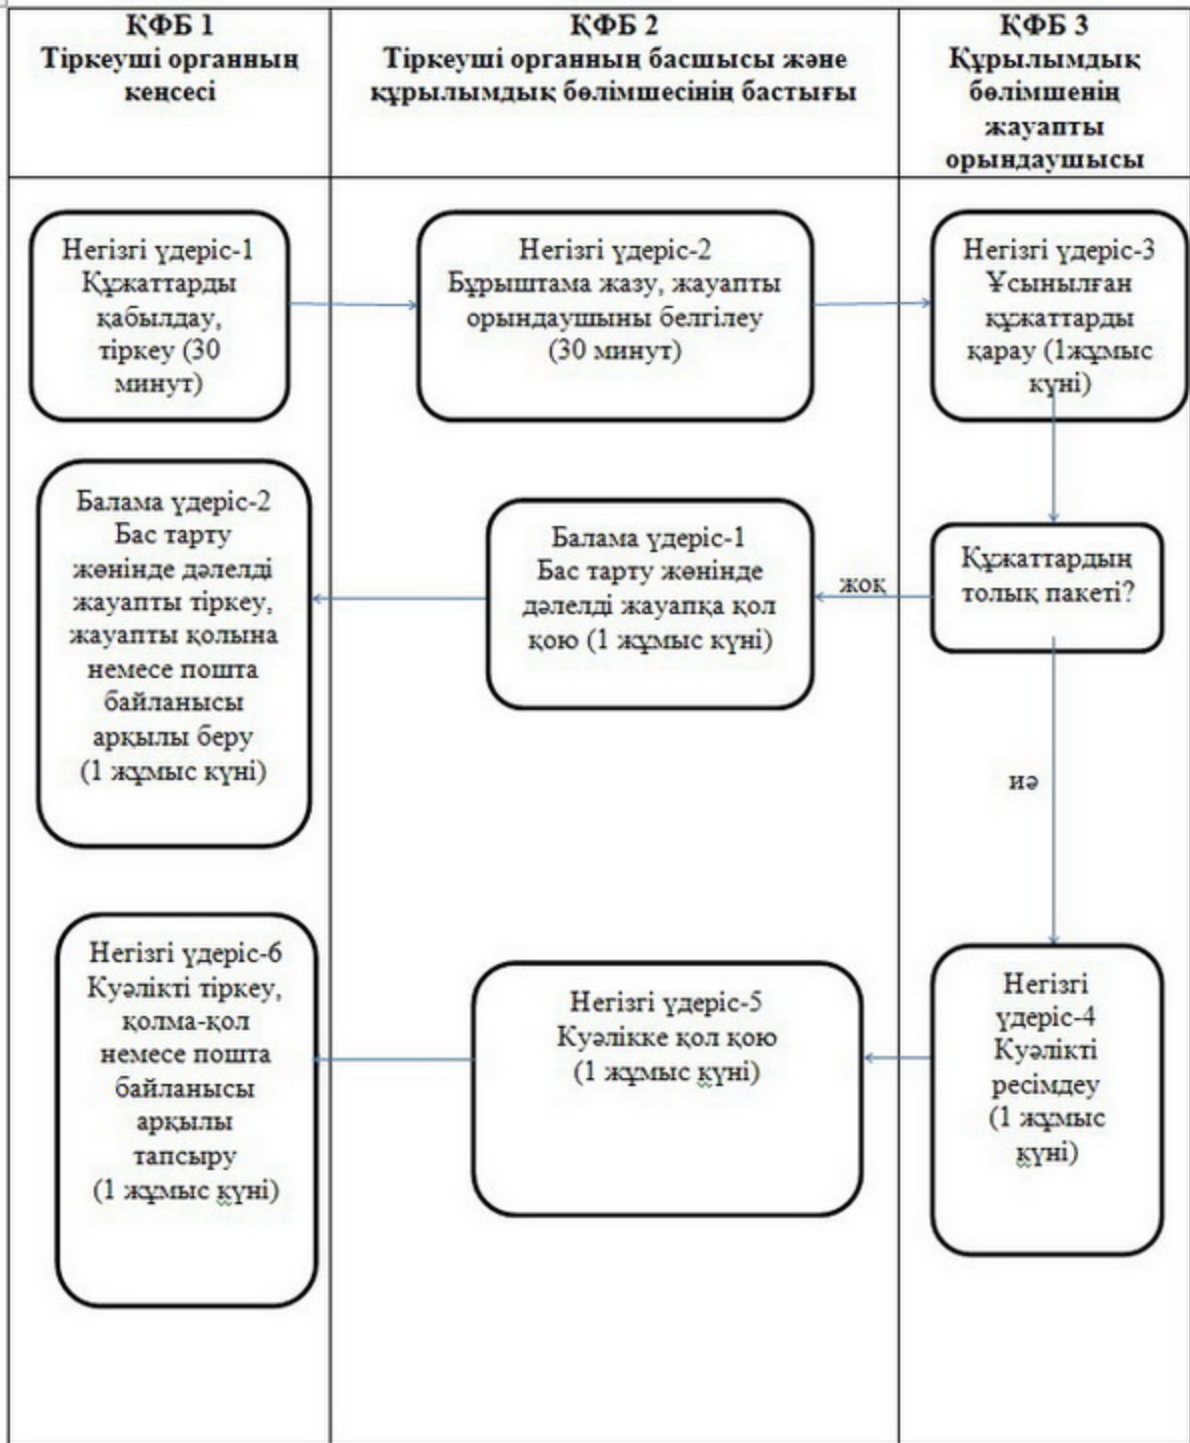 ҚФБ 1
Тіркеуші органның
кеңсесі
ҚФБ 2
Тіркеуші органның басшысы және
құрылымдық бөлімшесінің бастығы
ҚФБ 3
Құрылымдық
бөлімшенің
жауапты
орындаушысы
Негізгі үдеріс-1
Құжаттарды
қабылдау,
тіркеу (30
минут)
Негізгі үдеріс-2
Бұрыштама жазу, жауапты
орындаушыны белгілеу
(30 минут)
Негізгі үдеріс-3
Ұсынылған
құжаттарды
қарау (1жұмыс
күні)
Балама үдеріс-2
Бас тарту
жөнінде дәлелді
жауапты тіркеу,
жауапты қолына
немесе пошта
байланысы
арқылы беру
(1 жұмыс күні)
Балама үдеріс-1
Бас тарту жөнінде
дәлелді жауапқа қол
қою (1 жұмыс күні)
жоқ
Құжаттардың
толық пакеті?
иә
Негізгі үдеріс-6
Куәлікті тіркеу,
қолма-қол
немесе пошта
байланысы
арқылы
тапсыру
(1 жұмыс күні)
Негізгі үдеріс-5
Куәлікке қол қою
(1 жұмыс күні)
Негізгі
үдеріс-4
Куәлікті
ресімдеу
(1 жұмыс
күні)